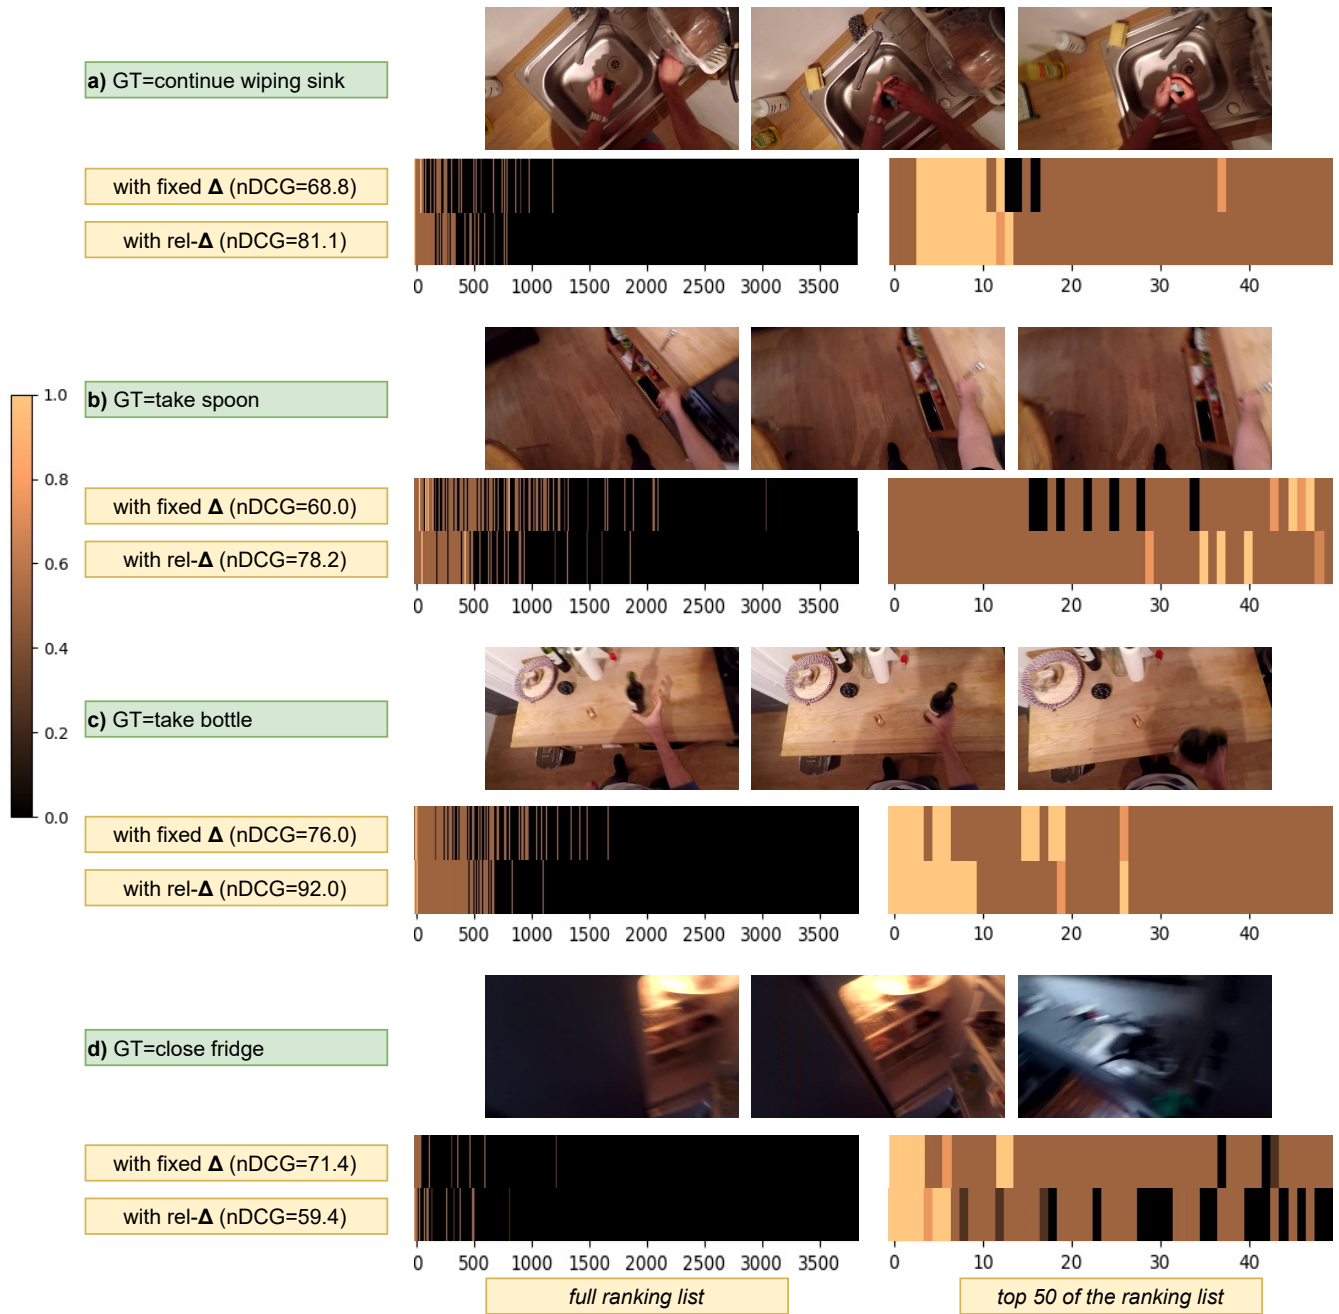 a) GT=continue wiping sink
with fixed Δ (nDCG=68.8)
with rel-Δ (nDCG=81.1)
0 500 1000 1500 2000 2500 3000 3500
0 10 20 30 40
1.0
0.8
0.6
0.4
0.2
0.0
b) GT=take spoon
with fixed Δ (nDCG=60.0)
with rel-Δ (nDCG=78.2)
0 500 1000 1500 2000 2500 3000 3500
0 10 20 30 40
c) GT=take bottle
with fixed Δ (nDCG=76.0)
with rel-Δ (nDCG=92.0)
0 500 1000 1500 2000 2500 3000 3500
0 10 20 30 40
d) GT=close fridge
with fixed Δ (nDCG=71.4)
with rel-Δ (nDCG=59.4)
0 500 1000 1500 2000 2500 3000 3500
0 10 20 30 40
full ranking list
top 50 of the ranking list